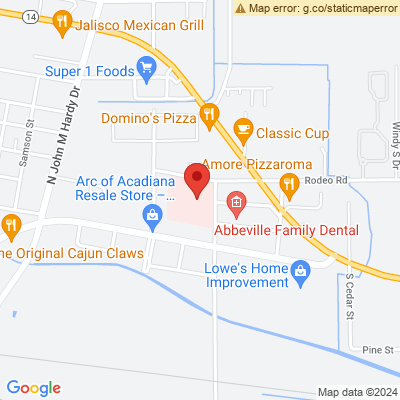 Map error: g.co/staticmaperror
14
Jalisco Mexican Grill
Super 1 Foods
Samson St
N John M Hardy Dr
Domino's Pizza
Classic Cup
Windy S Dr
Amore Pizzaroma
Rodeo Rd
Arc of Acadiana
Resale Store –...
Abbeville Family Dental
ne Original Cajun Claws
Lowe's Home
Improvement
S Cedar St
Pine St
Google
Map data ©2024